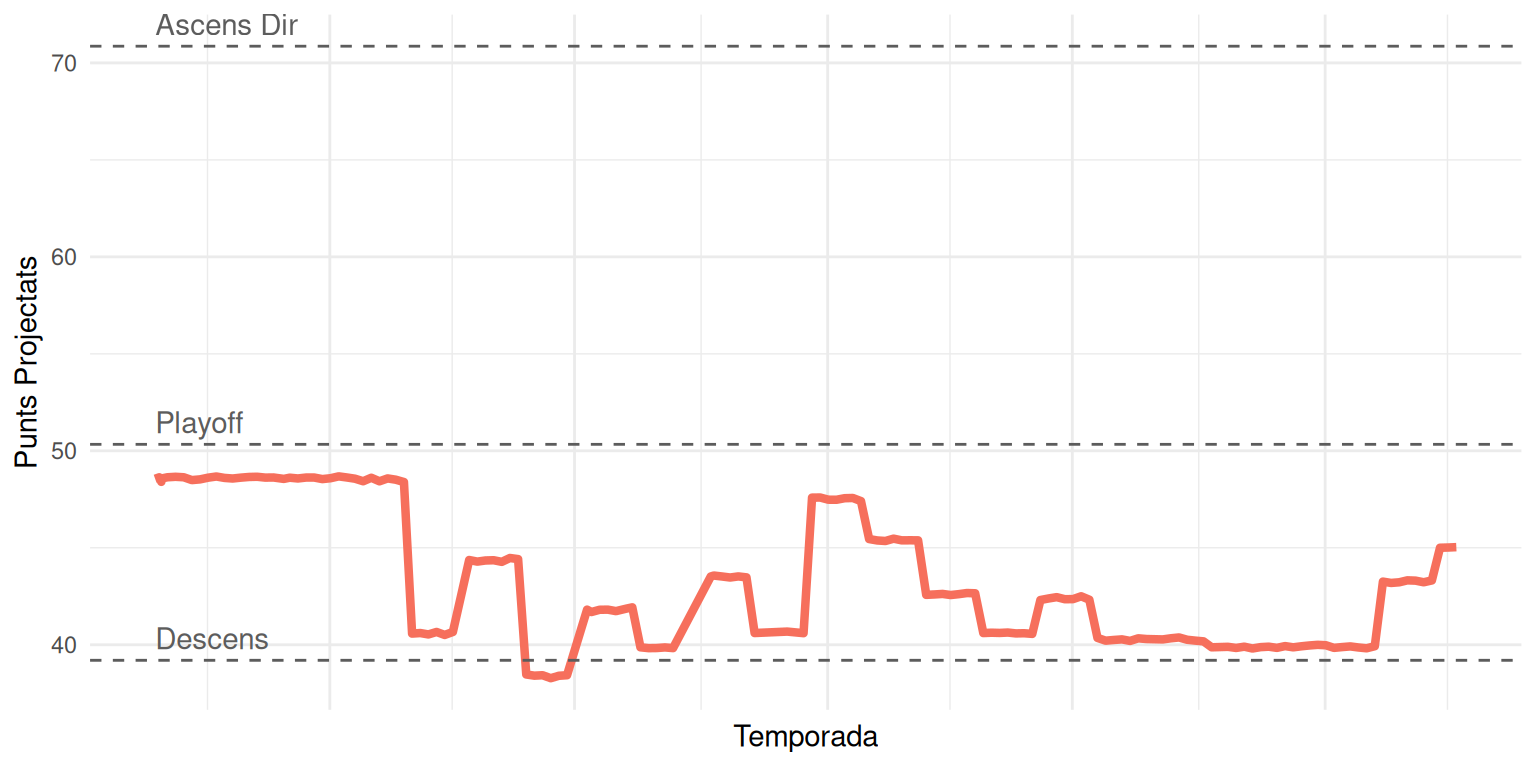 Ascens Dir
70
60
Punts Projectats
Playoff
50
Descens
40
Temporada